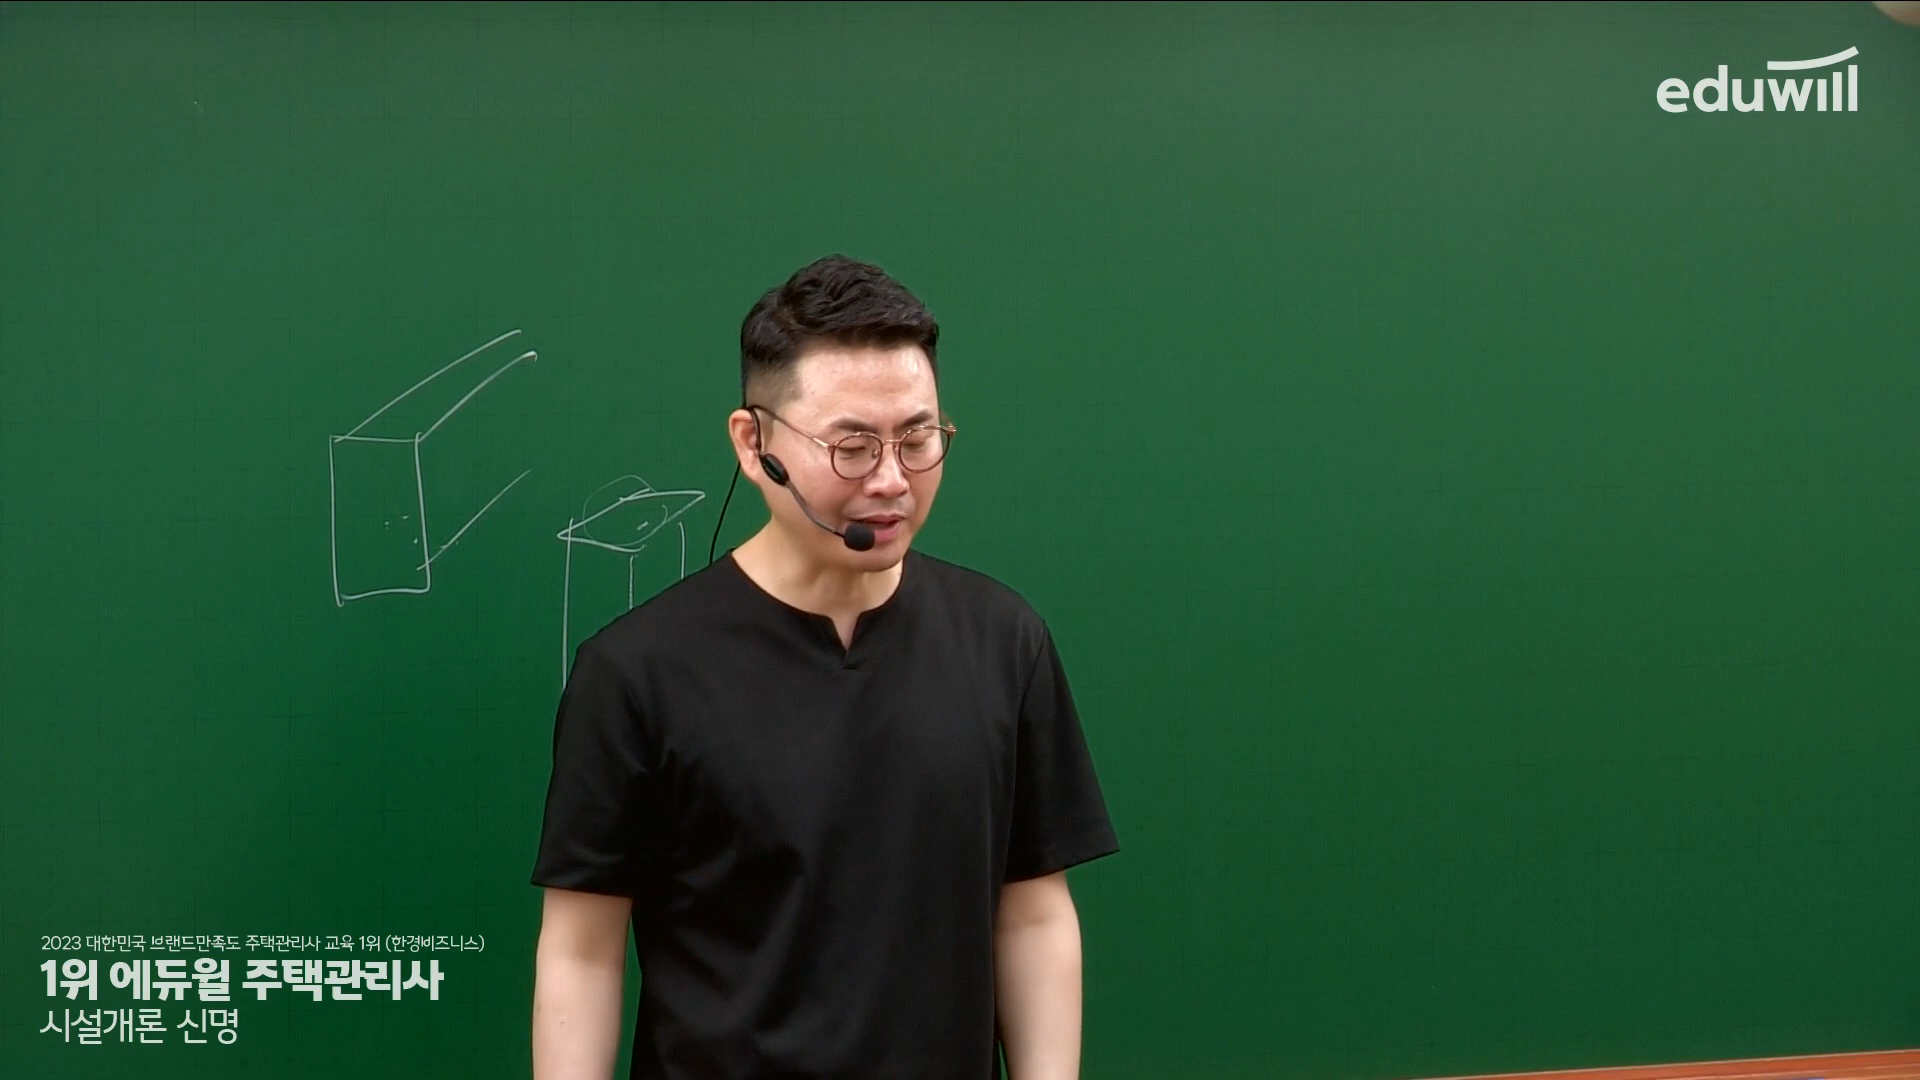 eduwill
2023 대한민국 브랜드만족도 주택관리사 교육 1위 (한경비즈니스)
1위 에듀윌 주택관리사
시설개론 신명